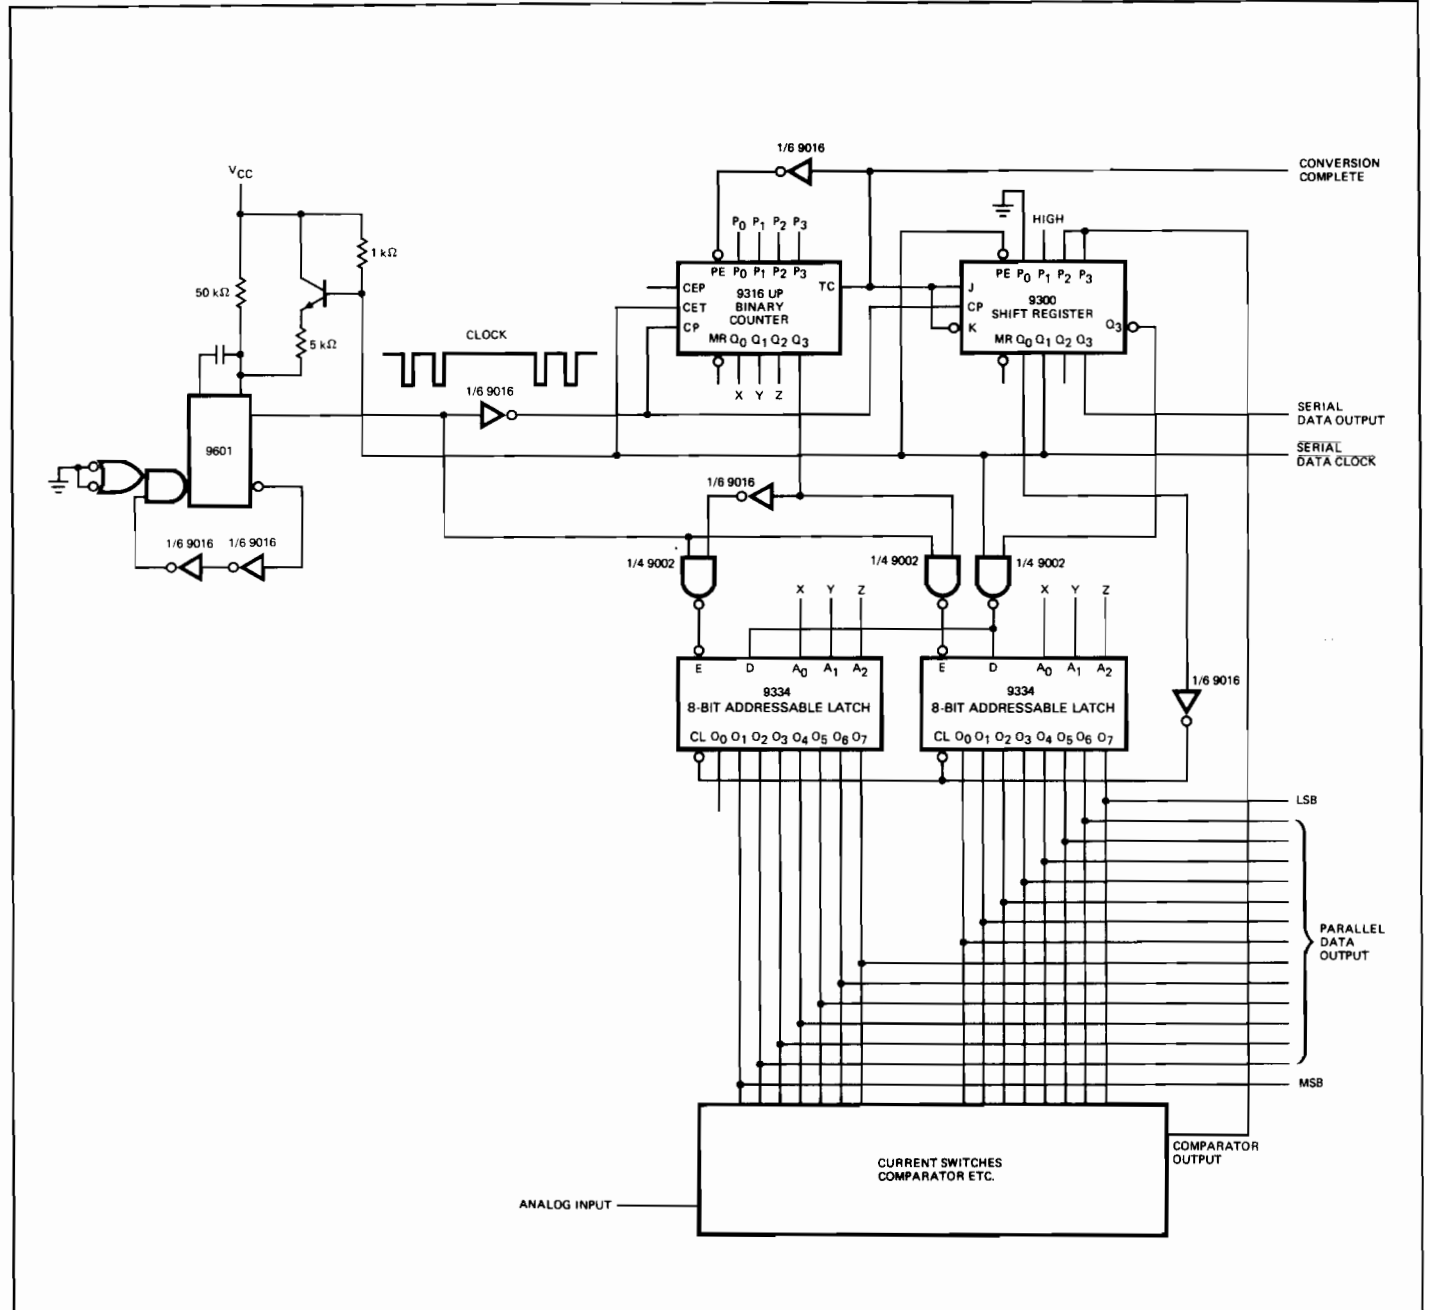 1/6 9016
CONVERSION
COMPLETE
VCC
HIGH
P0 P1 P2 P3
1 kΩ
50 kΩ
5 kΩ
PE P0 P1 P2 P3
CEP
CET
CP
9316 UP
BINARY
COUNTER
TC
MR Q0 Q1 Q2 Q3
X Y Z
PE P0 P1 P2 P3
J
CP
K
9300
SHIFT REGISTER
Q3
MR Q0 Q1 Q2 Q3
CLOCK
1/6 9016
SERIAL
DATA OUTPUT
SERIAL
DATA CLOCK
9601
1/6 9016
1/6 9016
1/6 9016
1/4 9002
1/4 9002
1/4 9002
X Y Z
X Y Z
E D A0 A1 A2
9334
8-BIT ADDRESSABLE LATCH
CL O0 O1 O2 O3 O4 O5 O6 O7
E D A0 A1 A2
9334
8-BIT ADDRESSABLE LATCH
CL O0 O1 O2 O3 O4 O5 O6 O7
1/6 9016
LSB
PARALLEL
DATA
OUTPUT
MSB
CURRENT SWITCHES
COMPARATOR ETC.
COMPARATOR
OUTPUT
ANALOG INPUT